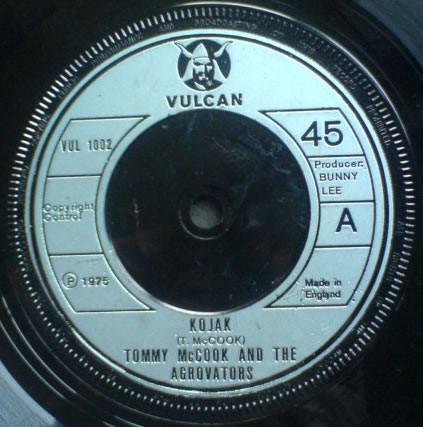 VULCAN
VUL 1002
45
Producer:
BUNNY
LEE
Copyright
Control
A
℗ 1975
Made in
England
KOJAK
(T. McCOOK)
TOMMY McCOOK AND THE
AGROVATORS